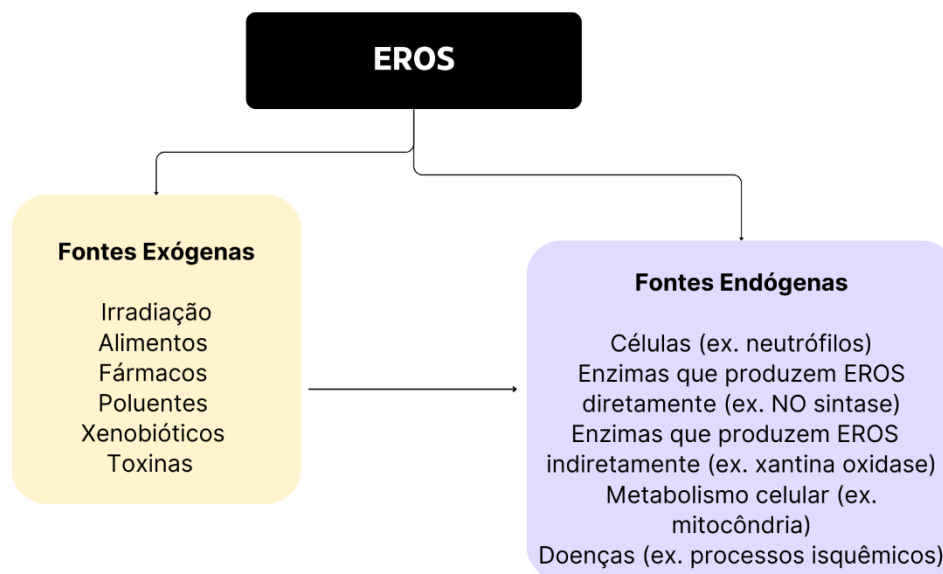 EROS
Fontes Exógenas
Irradiação
Alimentos
Fármacos
Poluentes
Xenobióticos
Toxinas
Fontes Endógenas
Células (ex. neutrófilos)
Enzimas que produzem EROS
diretamente (ex. NO sintase)
Enzimas que produzem EROS
indiretamente (ex. xantina oxidase)
Metabolismo celular (ex.
mitocôndria)
Doenças (ex. processos isquêmicos)